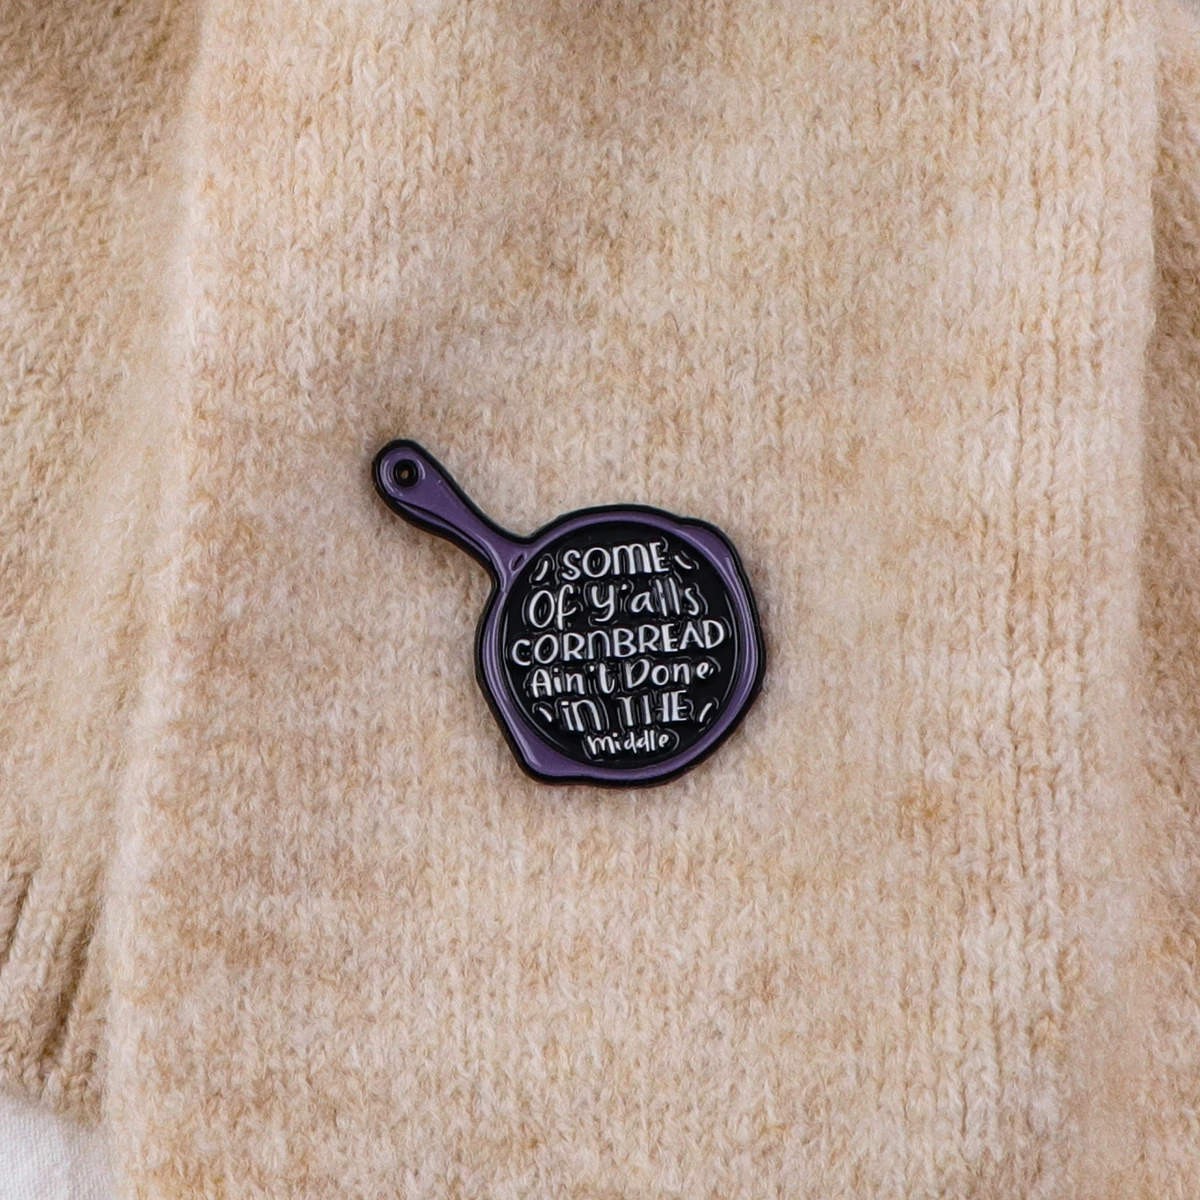 SOME
Of Y'alls
CORNBREAD
Ain't Done
in THE
middle